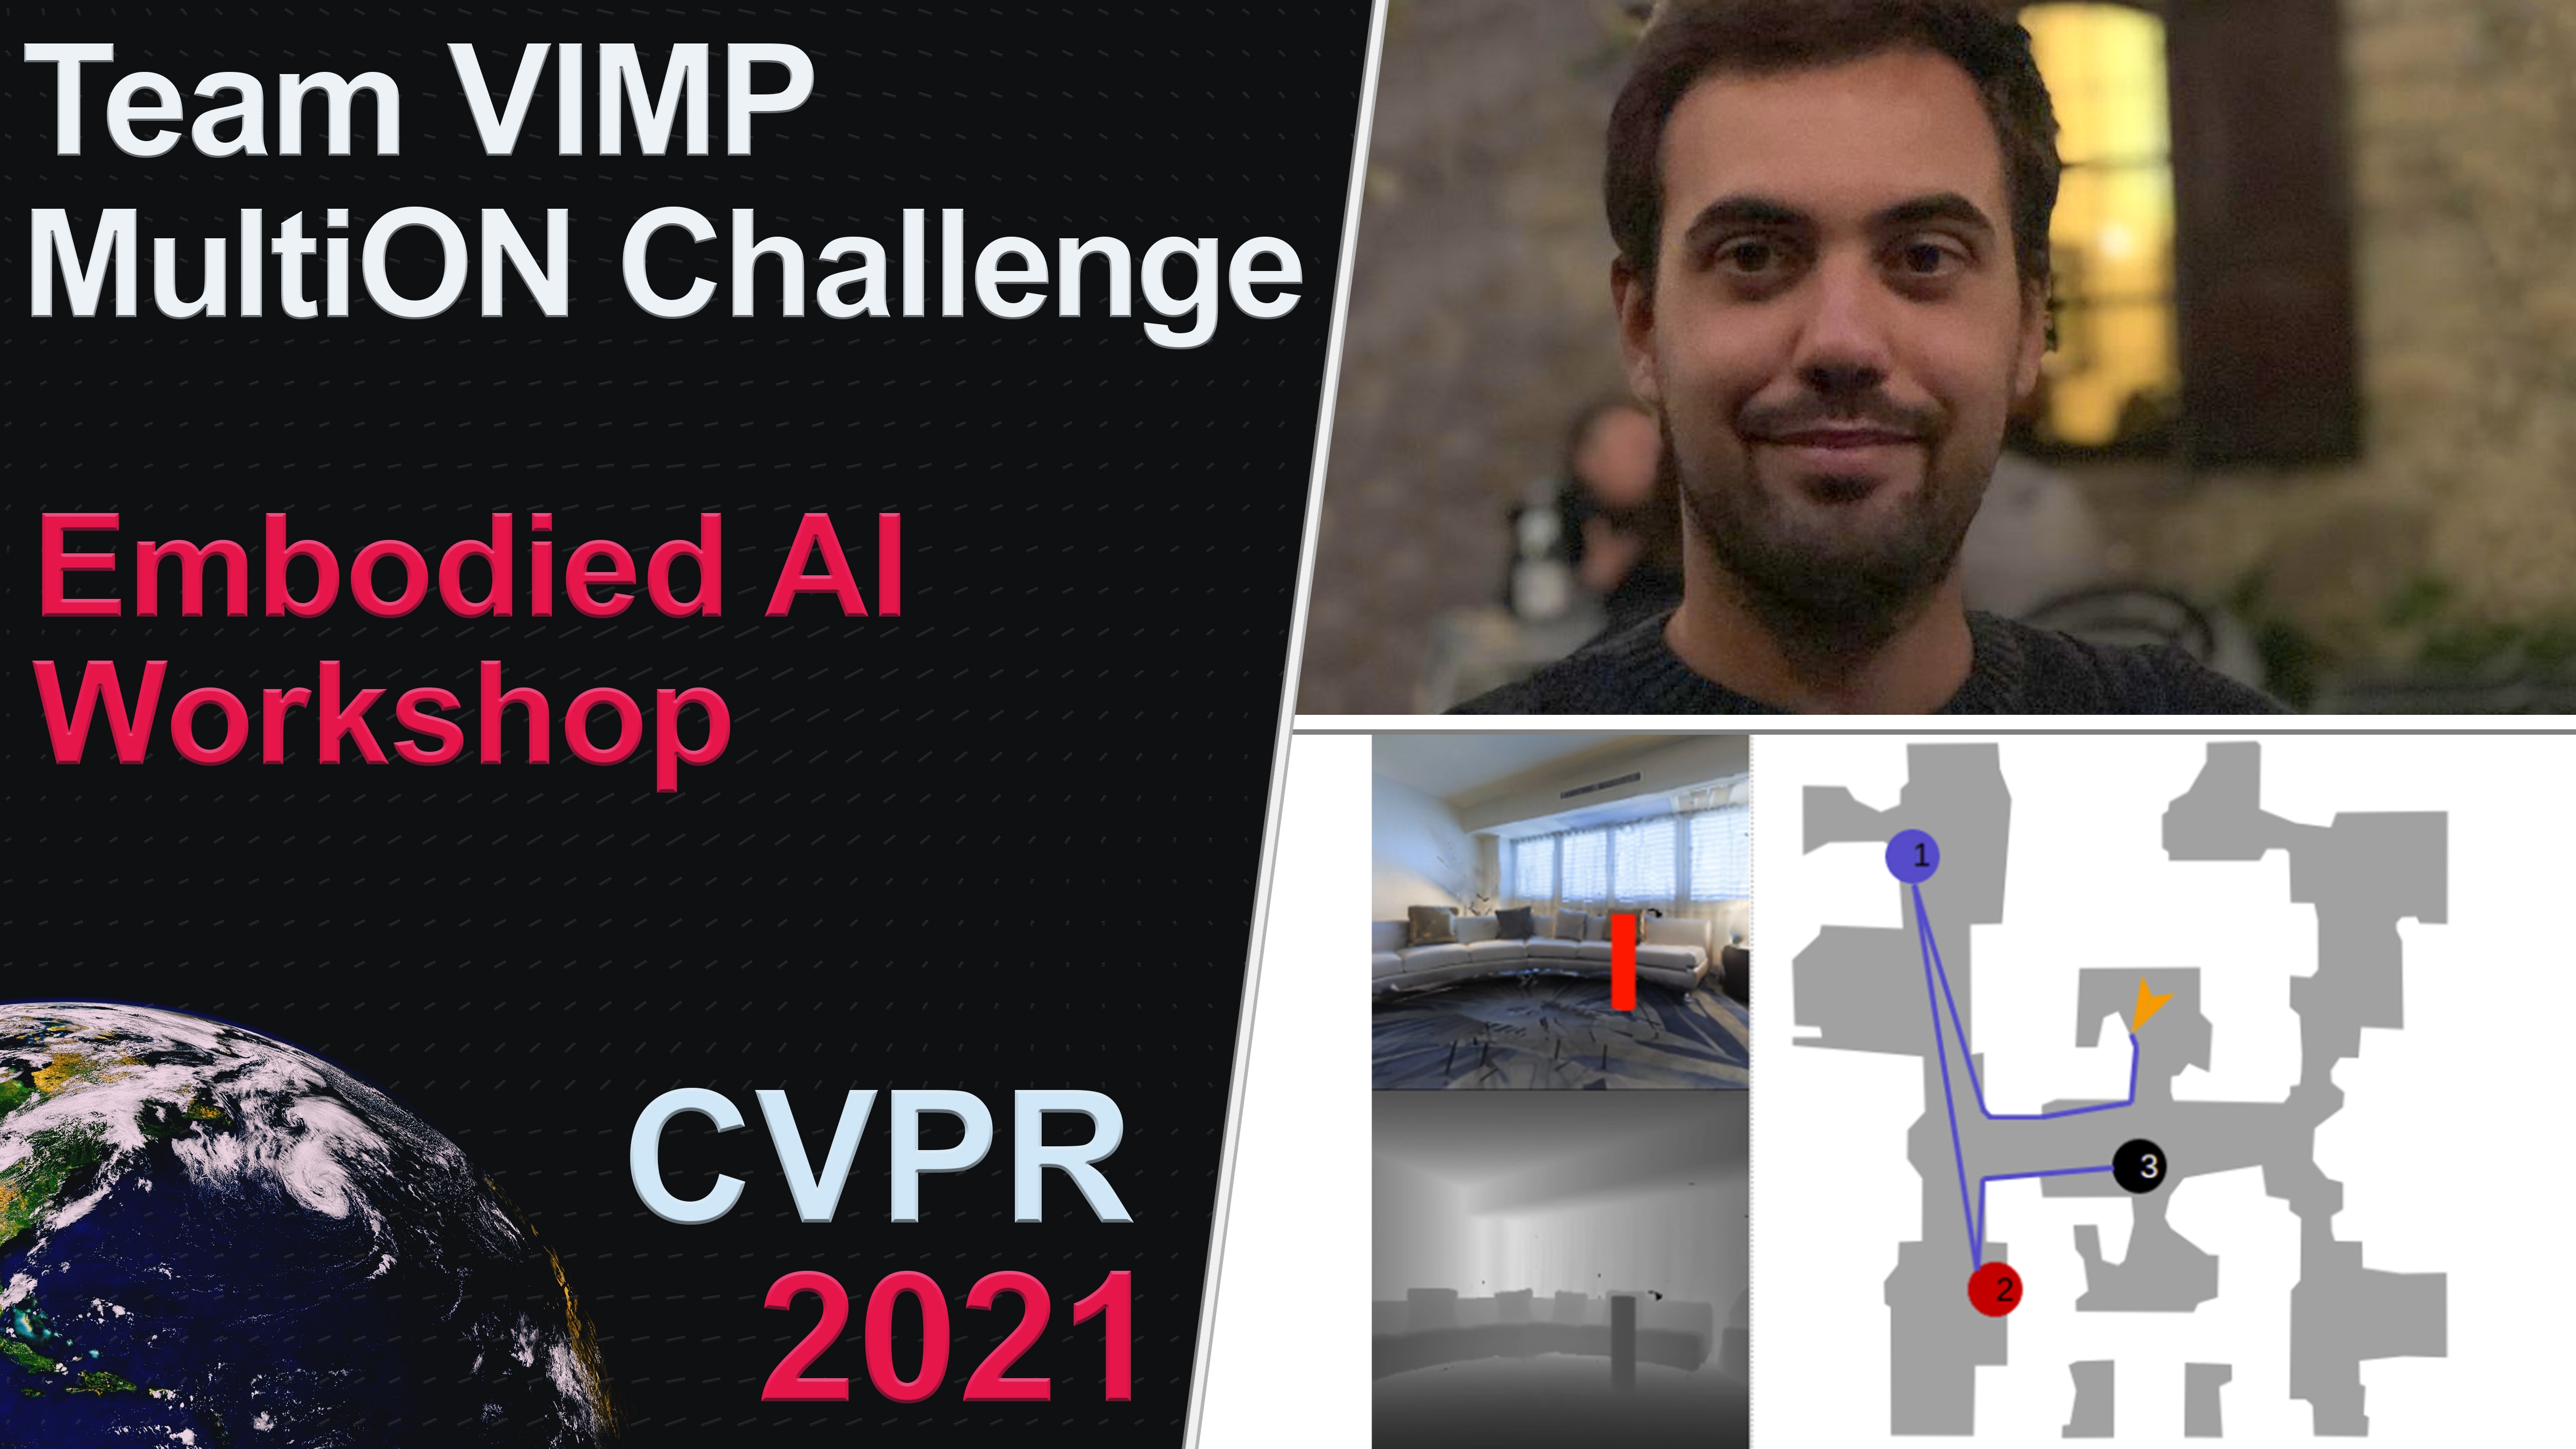 Team VIMP
MultiON Challenge
Embodied AI
Workshop
CVPR
2021
1
3
2